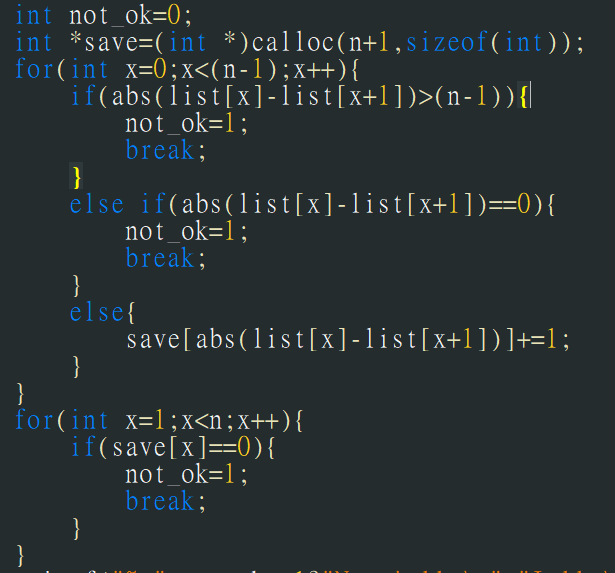 int not_ok=0;
int *save=(int *)calloc(n+1,sizeof(int));
for(int x=0;x<(n-1);x++){
    if(abs(list[x]-list[x+1])>(n-1)){
        not_ok=1;
        break;
    }
    else if(abs(list[x]-list[x+1])==0){
        not_ok=1;
        break;
    }
    else{
        save[abs(list[x]-list[x+1])]+=1;
    }
}
for(int x=1;x<n;x++){
    if(save[x]==0){
        not_ok=1;
        break;
    }
}